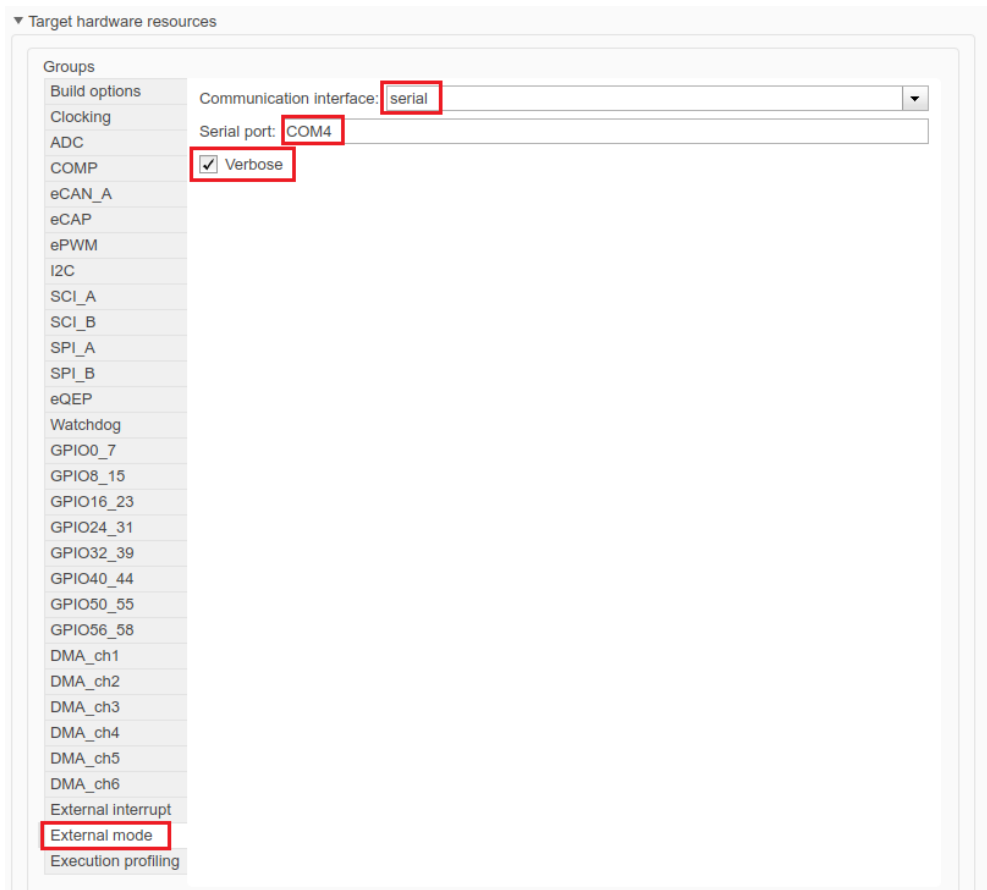 Target hardware resources
Groups
Build options
Communication interface: serial
Clocking
Serial port: COM4
ADC
COMP
Verbose
eCAN_A
eCAP
ePWM
I2C
SCI_A
SCI_B
SPI_A
SPI_B
eQEP
Watchdog
GPIO0_7
GPIO8_15
GPIO16_23
GPIO24_31
GPIO32_39
GPIO40_44
GPIO50_55
GPIO56_58
DMA_ch1
DMA_ch2
DMA_ch3
DMA_ch4
DMA_ch5
DMA_ch6
External interrupt
External mode
Execution profiling